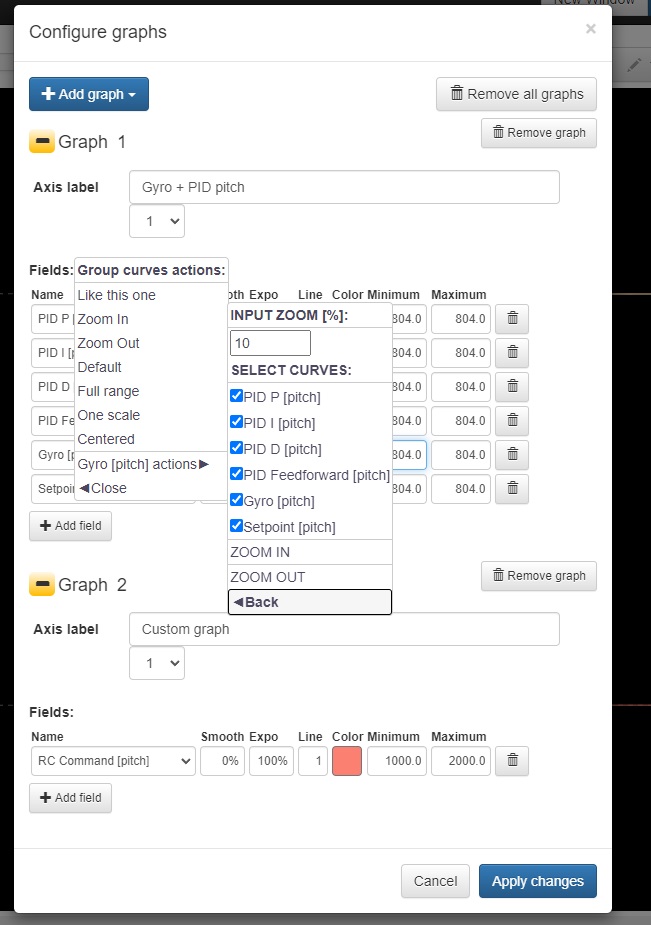 New Window
Configure graphs ×
+ Add graph
Remove all graphs
Graph 1
Remove graph
Axis label
Gyro + PID pitch
1
Fields:
Group curves actions:
Like this one
Zoom In
Zoom Out
Default
Full range
One scale
Centered
Gyro [pitch] actions▶
◀Close
Name Expo Line Color Minimum Maximum
PID P 804.0 804.0
PID I 804.0 804.0
PID D 804.0 804.0
PID 804.0 804.0
Gyro 804.0 804.0
804.0 804.0
INPUT ZOOM [%]:
10
SELECT CURVES:
PID P [pitch]
PID I [pitch]
PID D [pitch]
PID Feedforward [pitch]
Gyro [pitch]
Setpoint [pitch]
ZOOM IN
ZOOM OUT
◀Back
+ Add field
Graph 2
Remove graph
Axis label
Custom graph
1
Fields:
Name Smooth Expo Line Color Minimum Maximum
RC Command [pitch] 0% 100% 1 1000.0 2000.0
+ Add field
Cancel
Apply changes